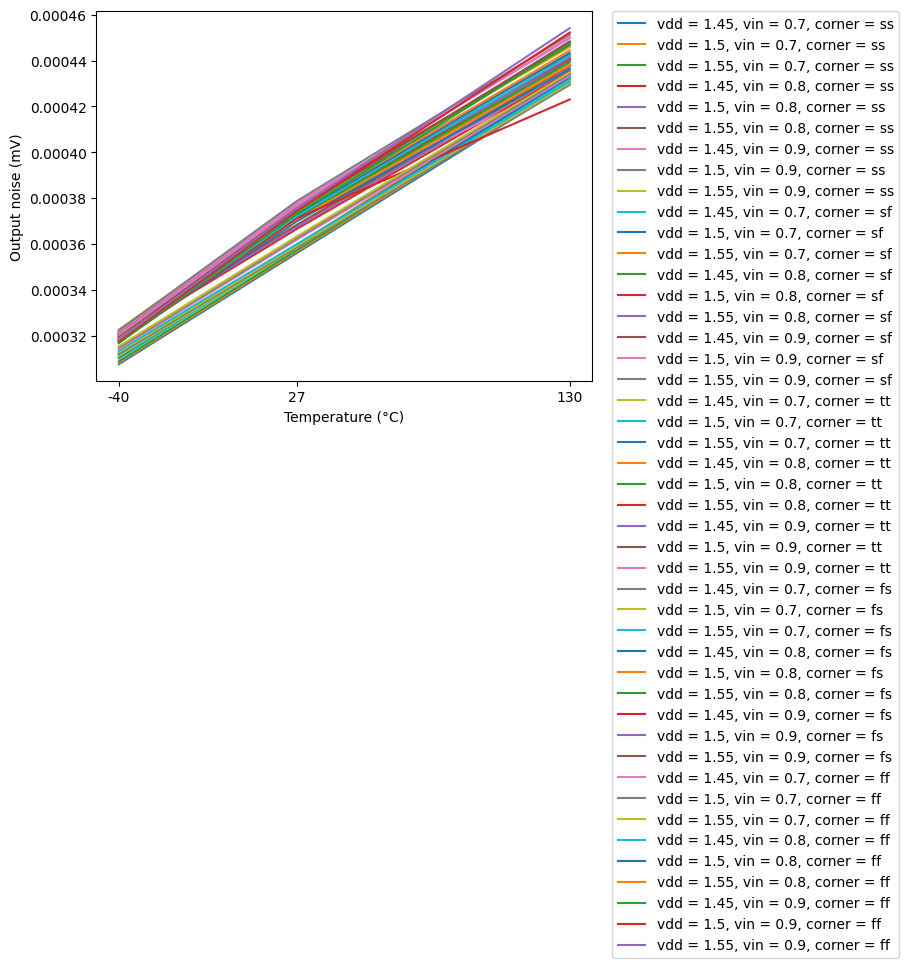 0.00046
0.00044
0.00042
0.00040
0.00038
0.00036
0.00034
0.00032
Output noise (mV)
-40
27
130
Temperature (°C)
vdd = 1.45, vin = 0.7, corner = ss
vdd = 1.5, vin = 0.7, corner = ss
vdd = 1.55, vin = 0.7, corner = ss
vdd = 1.45, vin = 0.8, corner = ss
vdd = 1.5, vin = 0.8, corner = ss
vdd = 1.55, vin = 0.8, corner = ss
vdd = 1.45, vin = 0.9, corner = ss
vdd = 1.5, vin = 0.9, corner = ss
vdd = 1.55, vin = 0.9, corner = ss
vdd = 1.45, vin = 0.7, corner = sf
vdd = 1.5, vin = 0.7, corner = sf
vdd = 1.55, vin = 0.7, corner = sf
vdd = 1.45, vin = 0.8, corner = sf
vdd = 1.5, vin = 0.8, corner = sf
vdd = 1.55, vin = 0.8, corner = sf
vdd = 1.45, vin = 0.9, corner = sf
vdd = 1.5, vin = 0.9, corner = sf
vdd = 1.55, vin = 0.9, corner = sf
vdd = 1.45, vin = 0.7, corner = tt
vdd = 1.5, vin = 0.7, corner = tt
vdd = 1.55, vin = 0.7, corner = tt
vdd = 1.45, vin = 0.8, corner = tt
vdd = 1.5, vin = 0.8, corner = tt
vdd = 1.55, vin = 0.8, corner = tt
vdd = 1.45, vin = 0.9, corner = tt
vdd = 1.5, vin = 0.9, corner = tt
vdd = 1.55, vin = 0.9, corner = tt
vdd = 1.45, vin = 0.7, corner = fs
vdd = 1.5, vin = 0.7, corner = fs
vdd = 1.55, vin = 0.7, corner = fs
vdd = 1.45, vin = 0.8, corner = fs
vdd = 1.5, vin = 0.8, corner = fs
vdd = 1.55, vin = 0.8, corner = fs
vdd = 1.45, vin = 0.9, corner = fs
vdd = 1.5, vin = 0.9, corner = fs
vdd = 1.55, vin = 0.9, corner = fs
vdd = 1.45, vin = 0.7, corner = ff
vdd = 1.5, vin = 0.7, corner = ff
vdd = 1.55, vin = 0.7, corner = ff
vdd = 1.45, vin = 0.8, corner = ff
vdd = 1.5, vin = 0.8, corner = ff
vdd = 1.55, vin = 0.8, corner = ff
vdd = 1.45, vin = 0.9, corner = ff
vdd = 1.5, vin = 0.9, corner = ff
vdd = 1.55, vin = 0.9, corner = ff